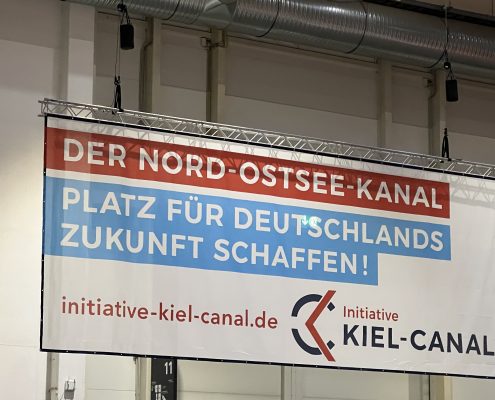 DER NORD-OSTSEE-KANAL
PLATZ FÜR DEUTSCHLANDS
ZUKUNFT SCHAFFEN!
initiative-kiel-canal.de
Initiative
KIEL-CANAL
11